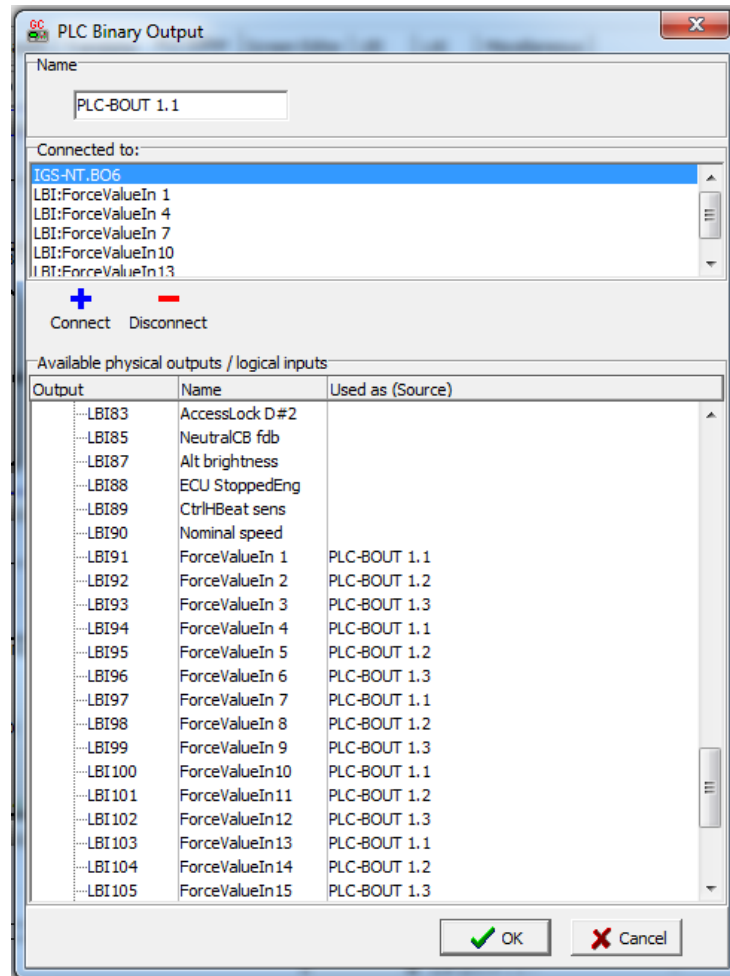 GC PLC Binary Output
Name
PLC-BOUT 1.1
Connected to:
IGS-NT.BO6
LBI:ForceValueIn 1
LBI:ForceValueIn 4
LBI:ForceValueIn 7
LBI:ForceValueIn10
LBI:ForceValueIn13
Connect Disconnect
Available physical outputs / logical inputs
Output Name Used as (Source)
LBI83 AccessLock D#2
LBI85 NeutralCB fdb
LBI87 Alt brightness
LBI88 ECU StoppedEng
LBI89 CtrlHBeat sens
LBI90 Nominal speed
LBI91 ForceValueIn 1 PLC-BOUT 1.1
LBI92 ForceValueIn 2 PLC-BOUT 1.2
LBI93 ForceValueIn 3 PLC-BOUT 1.3
LBI94 ForceValueIn 4 PLC-BOUT 1.1
LBI95 ForceValueIn 5 PLC-BOUT 1.2
LBI96 ForceValueIn 6 PLC-BOUT 1.3
LBI97 ForceValueIn 7 PLC-BOUT 1.1
LBI98 ForceValueIn 8 PLC-BOUT 1.2
LBI99 ForceValueIn 9 PLC-BOUT 1.3
LBI100 ForceValueIn10 PLC-BOUT 1.1
LBI101 ForceValueIn11 PLC-BOUT 1.2
LBI102 ForceValueIn12 PLC-BOUT 1.3
LBI103 ForceValueIn13 PLC-BOUT 1.1
LBI104 ForceValueIn14 PLC-BOUT 1.2
LBI105 ForceValueIn15 PLC-BOUT 1.3
OK Cancel